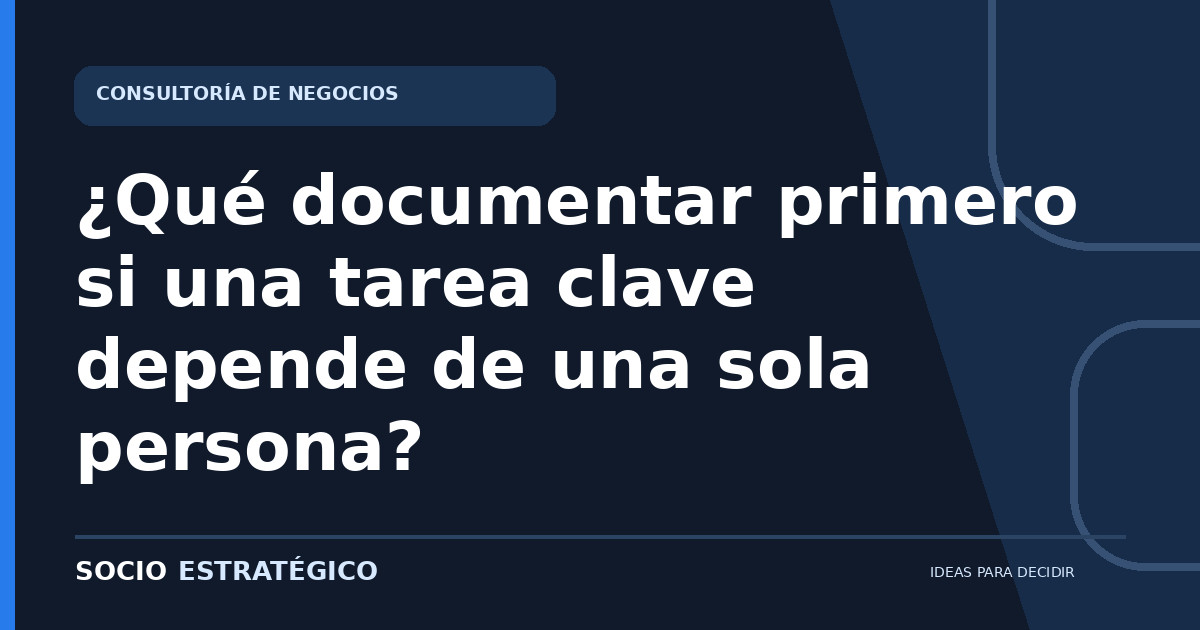 CONSULTORÍA DE NEGOCIOS
¿Qué documentar primero
si una tarea clave
depende de una sola
persona?
SOCIO ESTRATÉGICO
IDEAS PARA DECIDIR